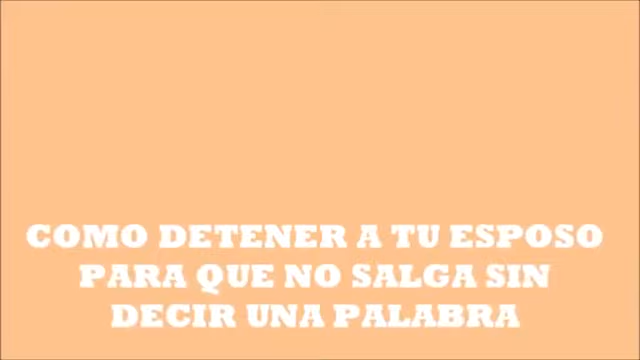 COMO DETENER A TU ESPOSO
PARA QUE NO SALGA SIN
DECIR UNA PALABRA